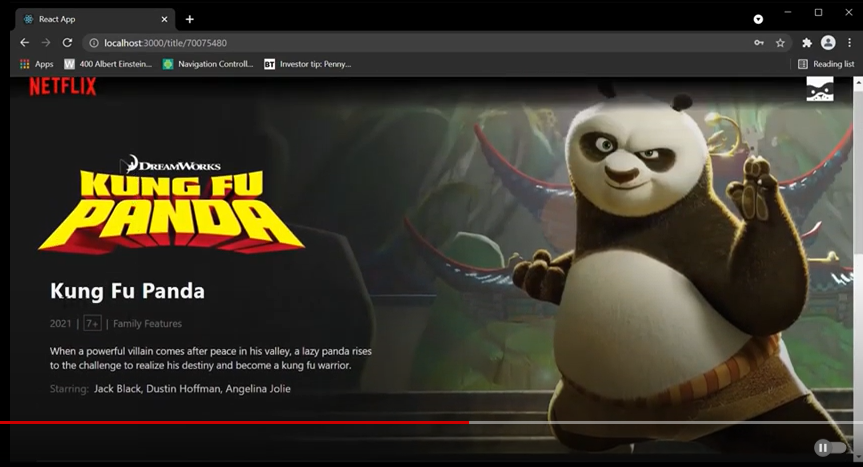 React App
localhost:3000/title/70075480
Apps
400 Albert Einstein...
Navigation Controll...
Investor tip: Penny...
Reading list
NETFLIX
DREAMWORKS
KUNG FU
PANDA
Kung Fu Panda
2021 | 7+ | Family Features
When a powerful villain comes after peace in his valley, a lazy panda rises
to the challenge to realize his destiny and become a kung fu warrior.
Starring: Jack Black, Dustin Hoffman, Angelina Jolie